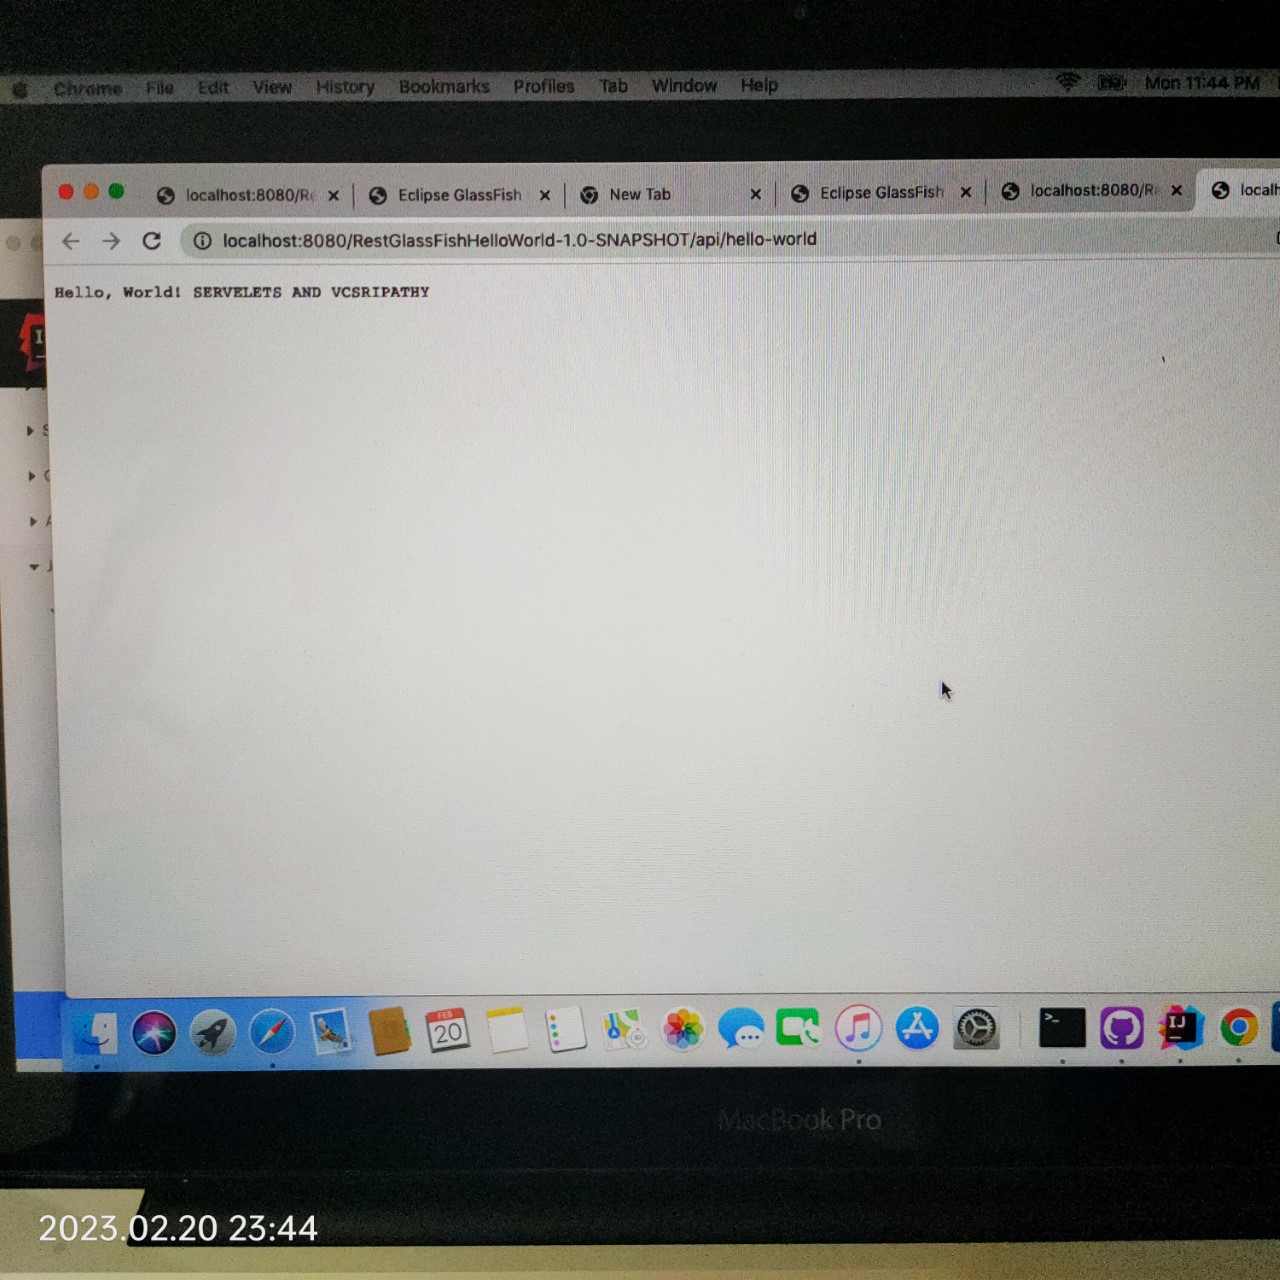 Chrome File Edit View History Bookmarks Profiles Tab Window Help Mon 11:44 PM
localhost:8080/Re Eclipse GlassFish New Tab Eclipse GlassFish localhost:8080/R localh
localhost:8080/RestGlassFishHelloWorld-1.0-SNAPSHOT/api/hello-world
Hello, World! SERVELETS AND VCSRIPATHY
FEB
20
IJ
MacBook Pro
2023.02.20 23:44